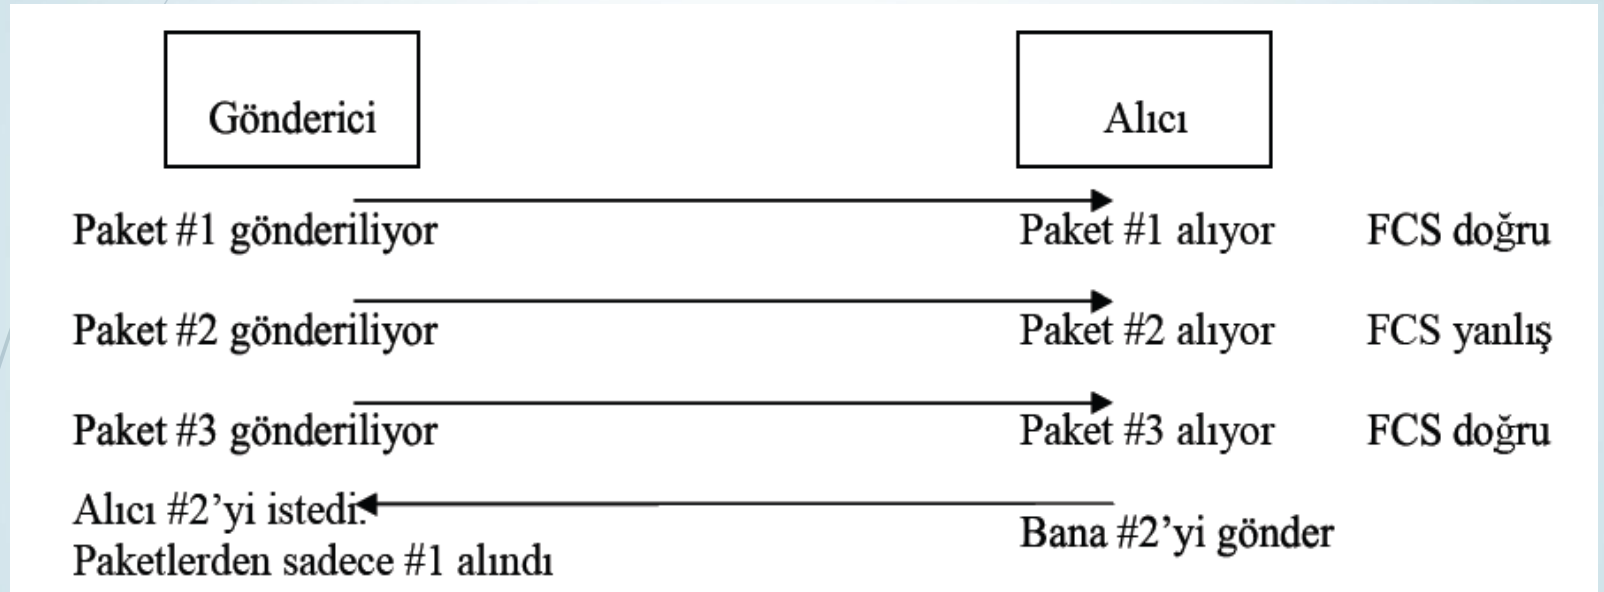 Gönderici Alıcı
Paket #1 gönderiliyor Paket #1 alıyor FCS doğru
Paket #2 gönderiliyor Paket #2 alıyor FCS yanlış
Paket #3 gönderiliyor Paket #3 alıyor FCS doğru
Alıcı #2’yi istedi.
Bana #2’yi gönder
Paketlerden sadece #1 alındı